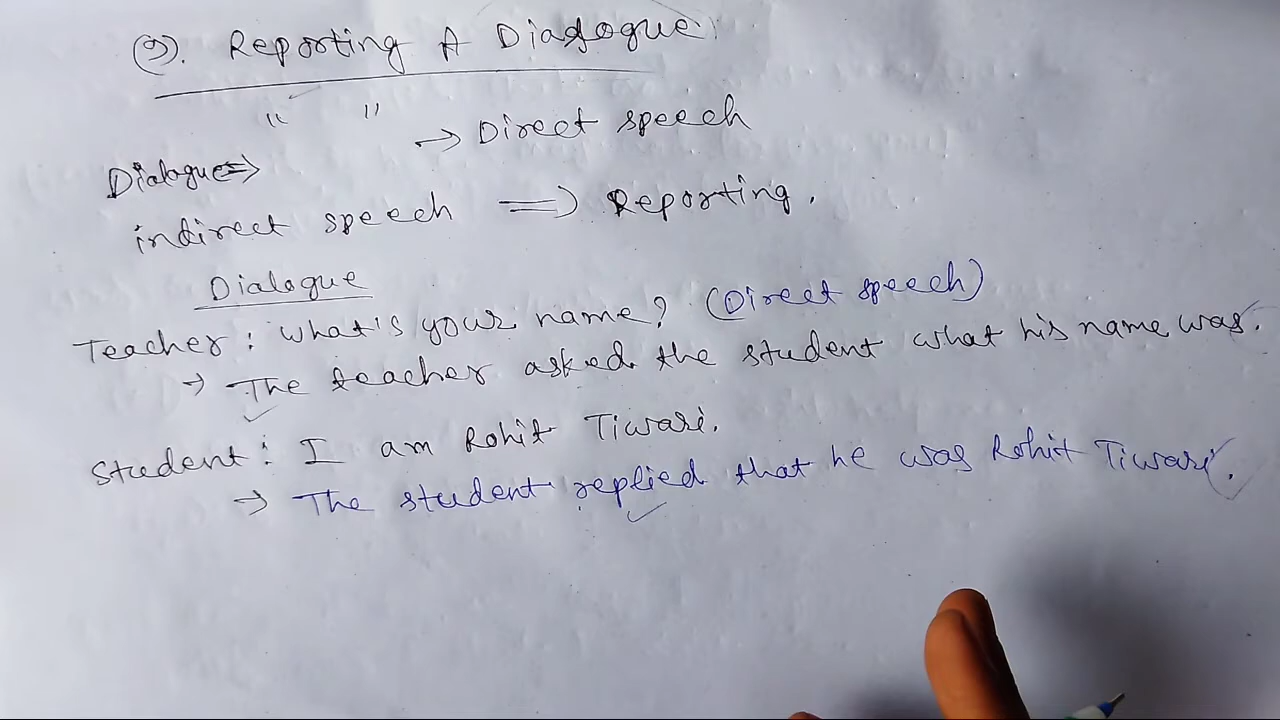 (9). Reporting A Dialogue
" "
→ Direct speech
Dialogue⇒
indirect speech ⇒ Reporting.
Dialogue
Teacher : What's your name? (Direct speech)
→ The teacher asked the student what his name was.
Student : I am Rohit Tiwari.
→ The student replied that he was Rohit Tiwari.